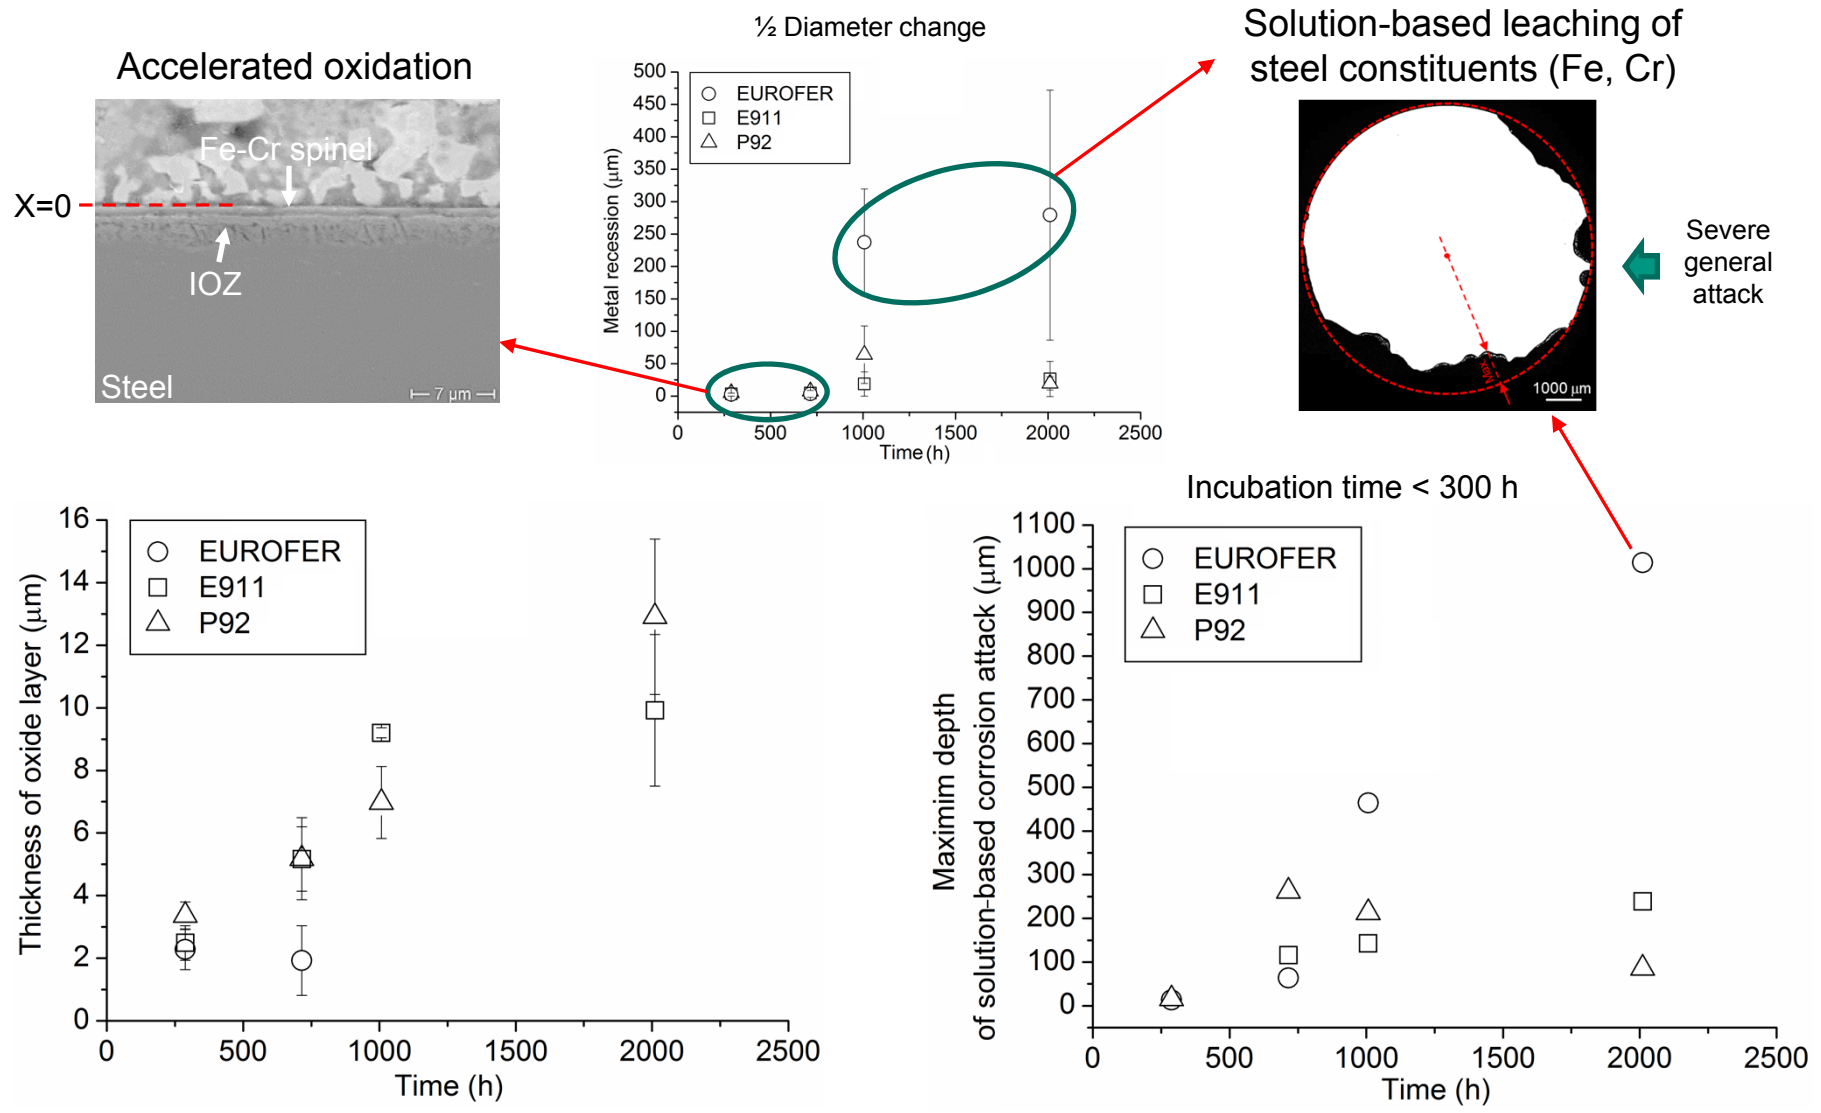 Accelerated oxidation
Fe-Cr spinel
X=0
IOZ
Steel
7 µm
½ Diameter change
500
450
400
350
300
250
200
150
100
50
0
Metal recession (µm)
EUROFER
E911
P92
0
500
1000
1500
2000
2500
Time (h)
Solution-based leaching of
steel constituents (Fe, Cr)
Max
1000 µm
Severe
general
attack
16
14
12
10
8
6
4
2
0
Thickness of oxide layer (µm)
EUROFER
E911
P92
0
500
1000
1500
2000
2500
Time (h)
Incubation time < 300 h
1100
1000
900
800
700
600
500
400
300
200
100
0
Maximim depth
of solution-based corrosion attack (µm)
EUROFER
E911
P92
0
500
1000
1500
2000
2500
Time (h)